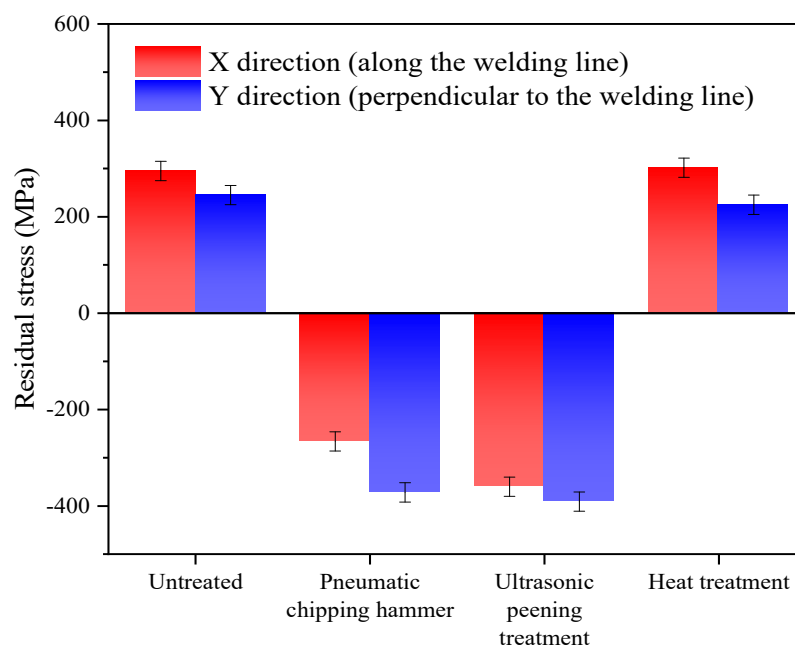 600
400
200
0
-200
-400
Residual stress (MPa)
X direction (along the welding line)
Y direction (perpendicular to the welding line)
Untreated
Pneumatic
chipping hammer
Ultrasonic
peening
treatment
Heat treatment